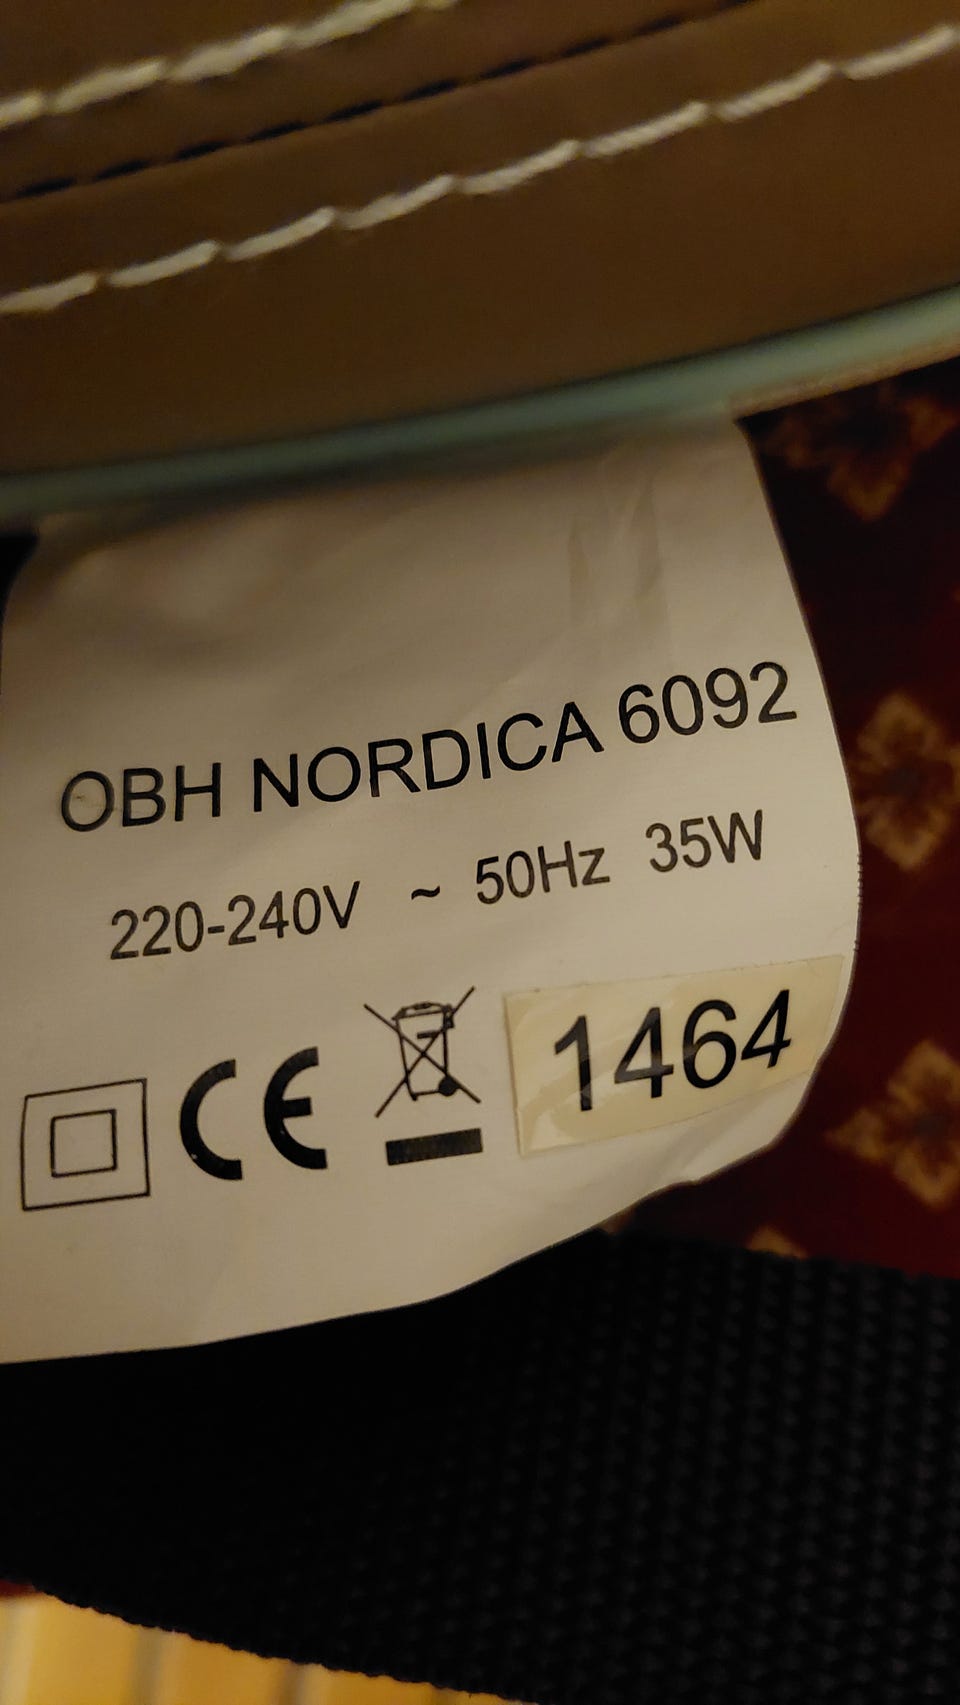 OBH NORDICA 6092
220-240V ~ 50Hz 35W
CE 1464